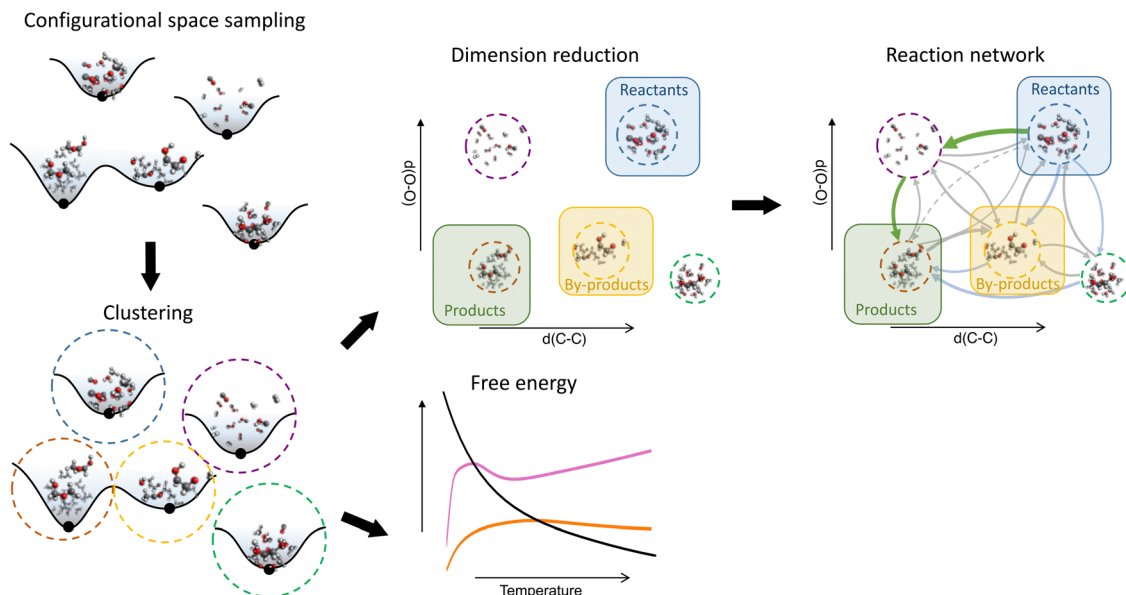 Configurational space sampling
Clustering
Dimension reduction
Reactants
d(O-O)
By-products
Products
d(C-C)
Free energy
Temperature
Reaction network
Reactants
d(O-O)
By-products
Products
d(C-C)